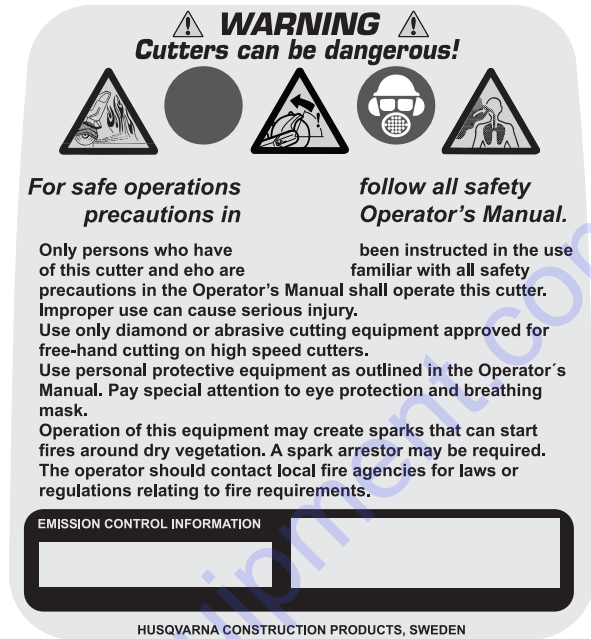 WARNING
Cutters can be dangerous!
For safe operations follow all safety
precautions in Operator's Manual.
Only persons who have been instructed in the use
of this cutter and eho are familiar with all safety
precautions in the Operator's Manual shall operate this cutter.
Improper use can cause serious injury.
Use only diamond or abrasive cutting equipment approved for
free-hand cutting on high speed cutters.
Use personal protective equipment as outlined in the Operator´s
Manual. Pay special attention to eye protection and breathing
mask.
Operation of this equipment may create sparks that can start
fires around dry vegetation. A spark arrestor may be required.
The operator should contact local fire agencies for laws or
regulations relating to fire requirements.
EMISSION CONTROL INFORMATION
HUSQVARNA CONSTRUCTION PRODUCTS, SWEDEN